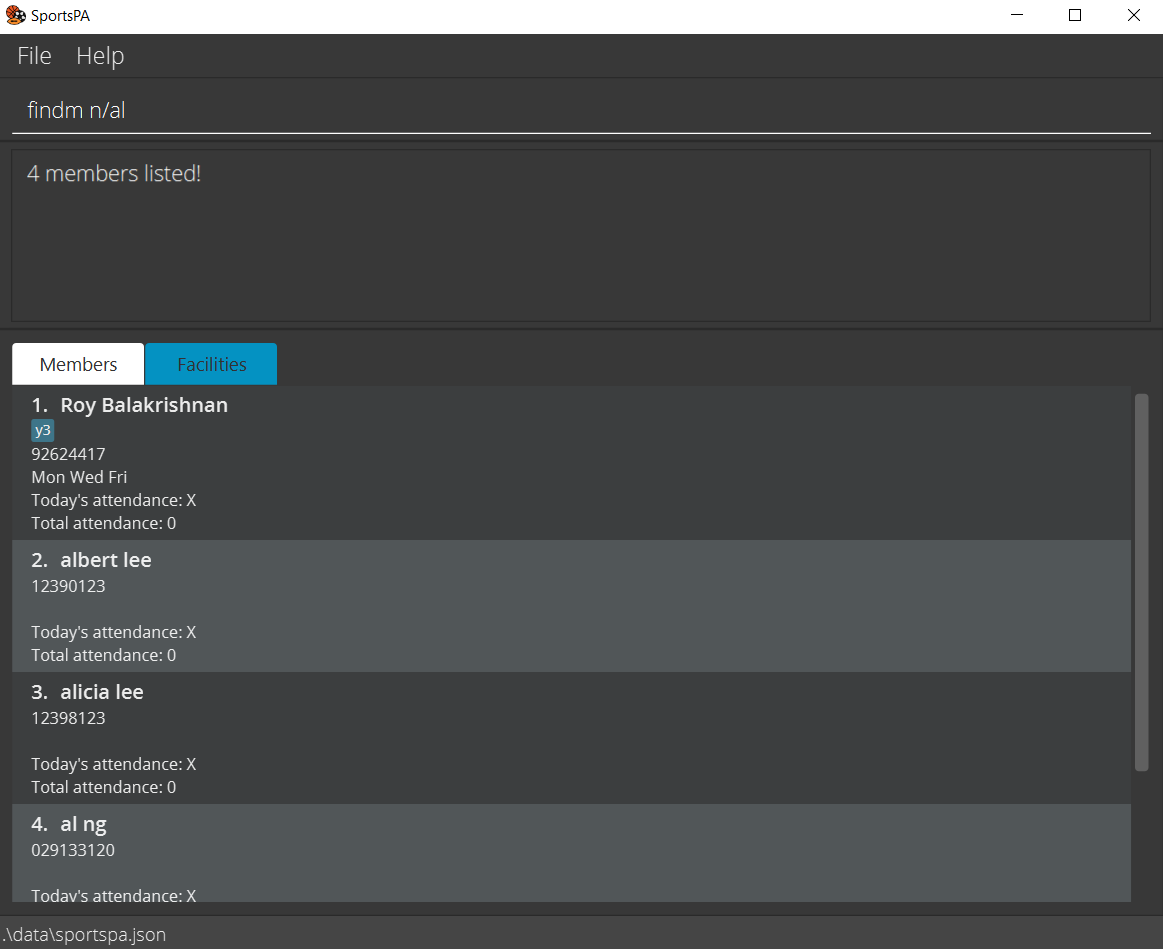 SportsPA
File Help
findm n/al
4 members listed!
Members Facilities
1. Roy Balakrishnan
y3
92624417
Mon Wed Fri
Today's attendance: X
Total attendance: 0
2. albert lee
12390123
Today's attendance: X
Total attendance: 0
3. alicia lee
12398123
Today's attendance: X
Total attendance: 0
4. al ng
029133120
Today's attendance: X
.\data\sportspa.json